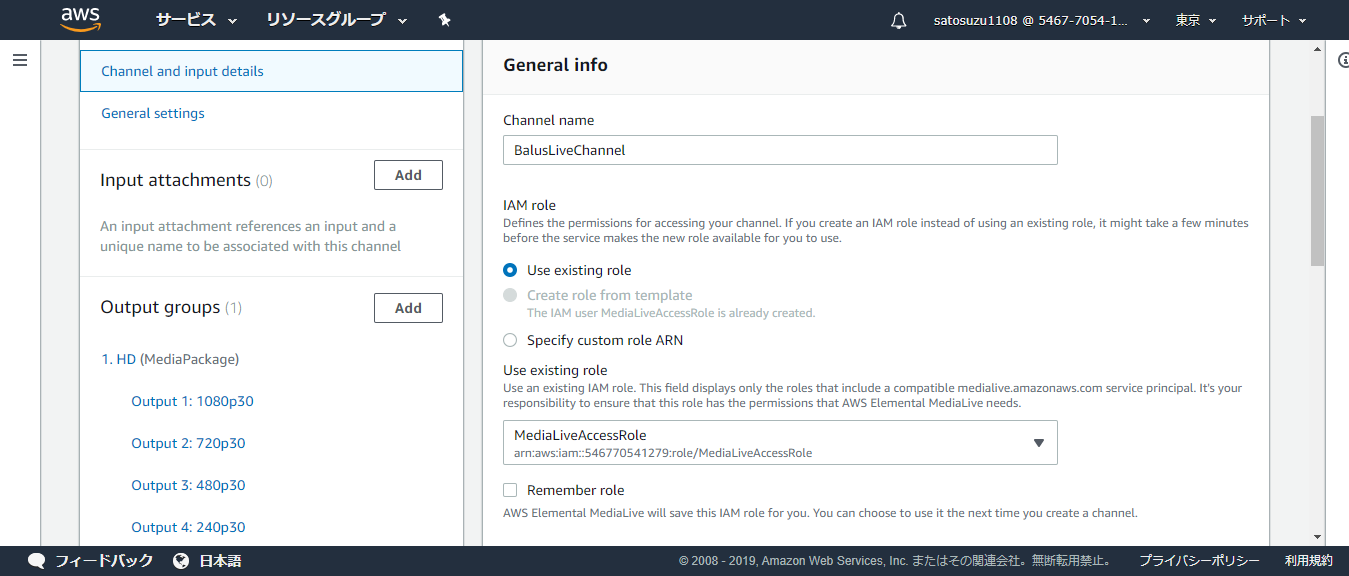 aws サービス リソースグループ satosuzu1108 @ 5467-7054-1... 東京 サポート
Channel and input details
General settings
Input attachments (0) Add
An input attachment references an input and a
unique name to be associated with this channel
Output groups (1) Add
1. HD (MediaPackage)
Output 1: 1080p30
Output 2: 720p30
Output 3: 480p30
Output 4: 240p30
General info
Channel name
BalusLiveChannel
IAM role
Defines the permissions for accessing your channel. If you create an IAM role instead of using an existing role, it might take a few minutes
before the service makes the new role available for you to use.
Use existing role
Create role from template
The IAM user MediaLiveAccessRole is already created.
Specify custom role ARN
Use existing role
Use an existing IAM role. This field displays only the roles that include a compatible medialive.amazonaws.com service principal. It's your
responsibility to ensure that this role has the permissions that AWS Elemental MediaLive needs.
MediaLiveAccessRole
arn:aws:iam::546770541279:role/MediaLiveAccessRole
Remember role
AWS Elemental MediaLive will save this IAM role for you. You can choose to use it the next time you create a channel.
フィードバック 日本語 © 2008 - 2019, Amazon Web Services, Inc. またはその関連会社。無断転用禁止。 プライバシーポリシー 利用規約